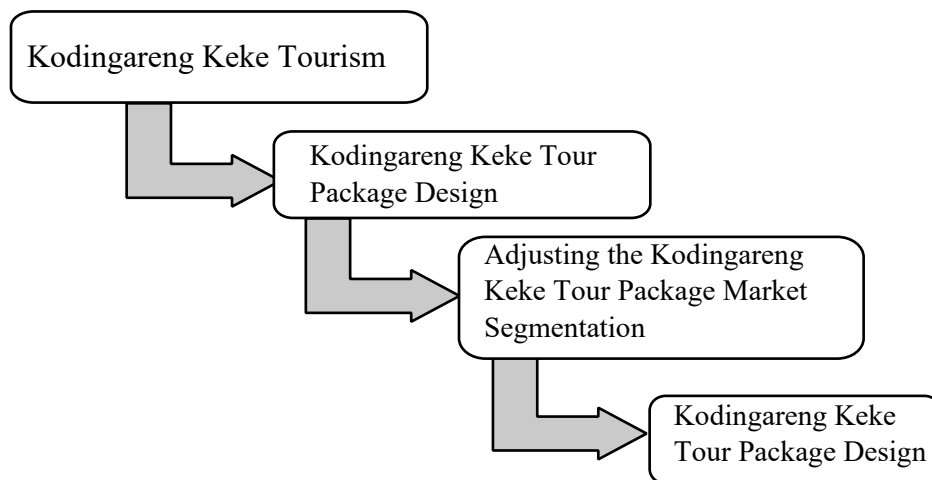 Kodingareng Keke Tourism
Kodingareng Keke Tour
Package Design
Adjusting the Kodingareng
Keke Tour Package Market
Segmentation
Kodingareng Keke
Tour Package Design